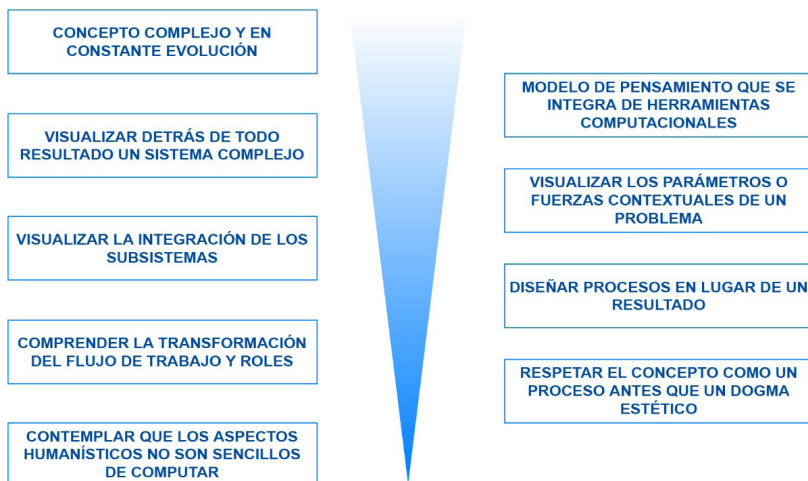 CONCEPTO COMPLEJO Y EN
CONSTANTE EVOLUCIÓN
VISUALIZAR DETRÁS DE TODO
RESULTADO UN SISTEMA COMPLEJO
VISUALIZAR LA INTEGRACIÓN DE LOS
SUBSISTEMAS
COMPRENDER LA TRANSFORMACIÓN
DEL FLUJO DE TRABAJO Y ROLES
CONTEMPLAR QUE LOS ASPECTOS
HUMANÍSTICOS NO SON SENCILLOS
DE COMPUTAR
MODELO DE PENSAMIENTO QUE SE
INTEGRA DE HERRAMIENTAS
COMPUTACIONALES
VISUALIZAR LOS PARÁMETROS O
FUERZAS CONTEXTUALES DE UN
PROBLEMA
DISEÑAR PROCESOS EN LUGAR DE UN
RESULTADO
RESPETAR EL CONCEPTO COMO UN
PROCESO ANTES QUE UN DOGMA
ESTÉTICO